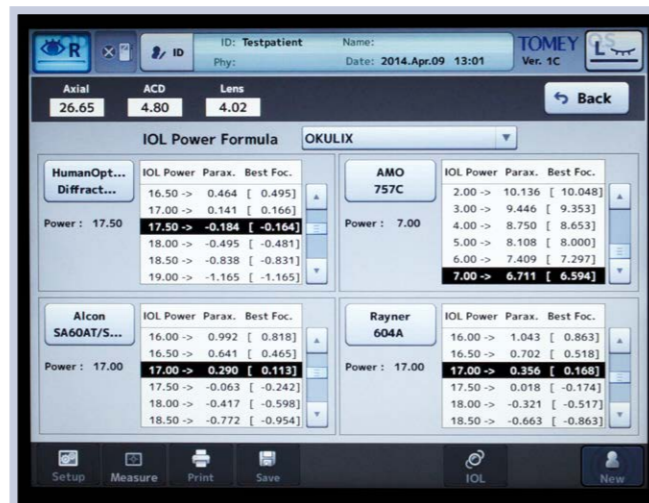 R
ID
ID: Testpatient
Phy:
Name:
Date: 2014.Apr.09 13:01
TOMEY
Ver. 1C
L
Axial ACD Lens
26.65 4.80 4.02
Back
IOL Power Formula OKULIX
HumanOpt...
Diffract...
Power : 17.50
IOL Power Parax. Best Foc.
16.50 -> 0.464 [ 0.495]
17.00 -> 0.141 [ 0.166]
17.50 -> -0.184 [ -0.164]
18.00 -> -0.495 [ -0.481]
18.50 -> -0.838 [ -0.831]
19.00 -> -1.165 [ -1.165]
AMO
757C
Power : 7.00
IOL Power Parax. Best Foc.
2.00 -> 10.136 [ 10.048]
3.00 -> 9.446 [ 9.353]
4.00 -> 8.750 [ 8.653]
5.00 -> 8.108 [ 8.000]
6.00 -> 7.409 [ 7.297]
7.00 -> 6.711 [ 6.594]
Alcon
SA60AT/S...
Power : 17.00
IOL Power Parax. Best Foc.
16.00 -> 0.992 [ 0.818]
16.50 -> 0.641 [ 0.465]
17.00 -> 0.290 [ 0.113]
17.50 -> -0.063 [ -0.242]
18.00 -> -0.417 [ -0.598]
18.50 -> -0.772 [ -0.954]
Rayner
604A
Power : 17.00
IOL Power Parax. Best Foc.
16.00 -> 1.043 [ 0.863]
16.50 -> 0.702 [ 0.518]
17.00 -> 0.356 [ 0.168]
17.50 -> 0.018 [ -0.174]
18.00 -> -0.321 [ -0.517]
18.50 -> -0.663 [ -0.863]
Setup Measure Print Save IOL New